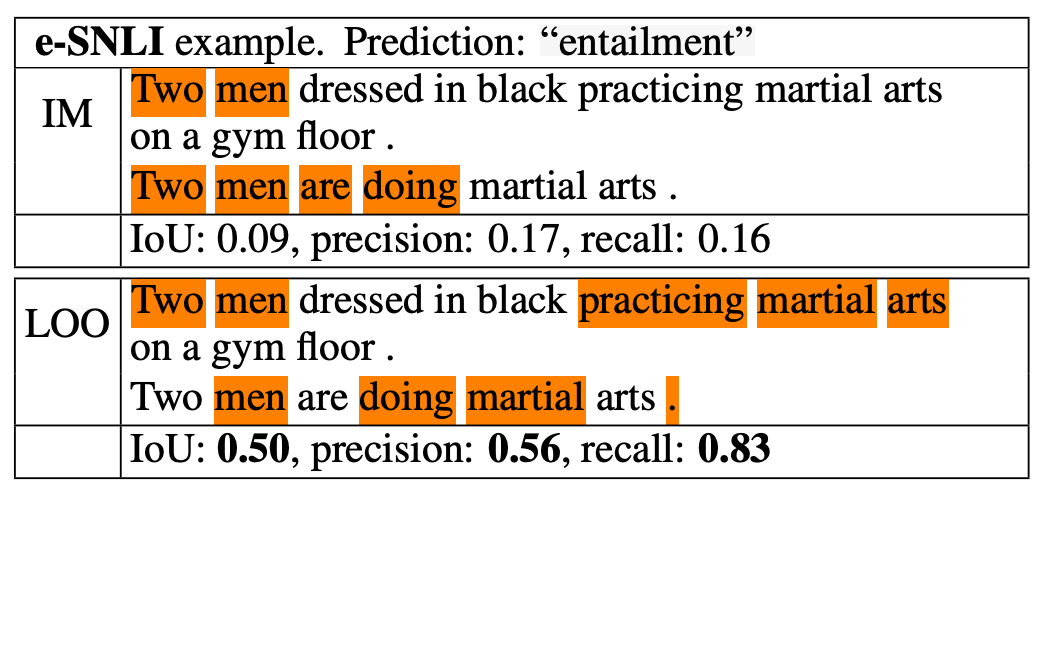 e-SNLI example. Prediction: “entailment”
IM
Two men dressed in black practicing martial arts
on a gym floor .
Two men are doing martial arts .
IoU: 0.09, precision: 0.17, recall: 0.16
LOO
Two men dressed in black practicing martial arts
on a gym floor .
Two men are doing martial arts .
IoU: 0.50, precision: 0.56, recall: 0.83